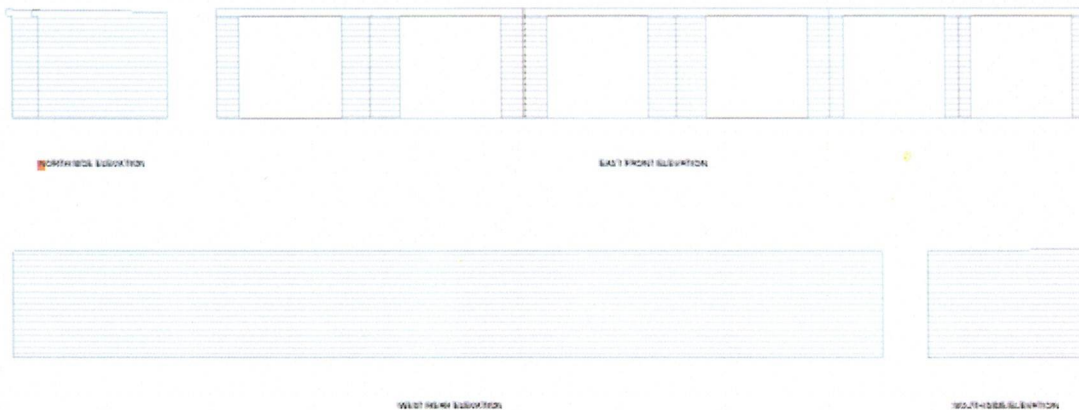 NORTH SIDE ELEVATION
EAST FRONT ELEVATION
WEST REAR ELEVATION
SOUTH SIDE ELEVATION